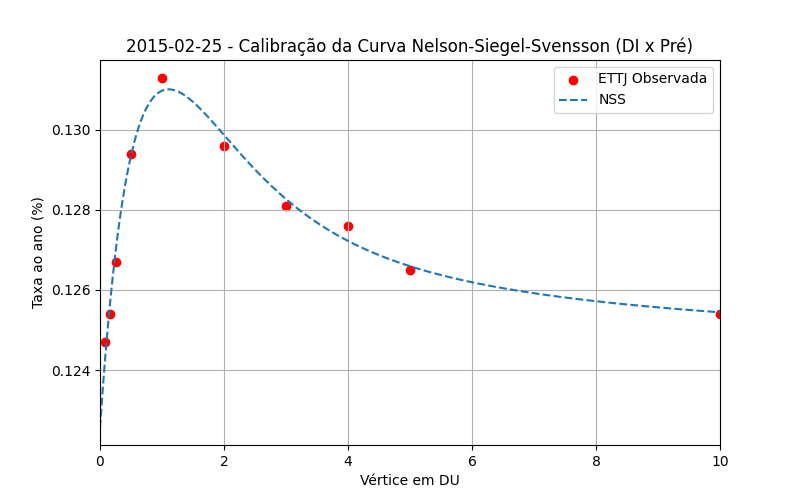 2015-02-25 - Calibração da Curva Nelson-Siegel-Svensson (DI x Pré)
ETTJ Observada
NSS
0.130
0.128
0.126
0.124
Taxa ao ano (%)
0 2 4 6 8 10
Vértice em DU